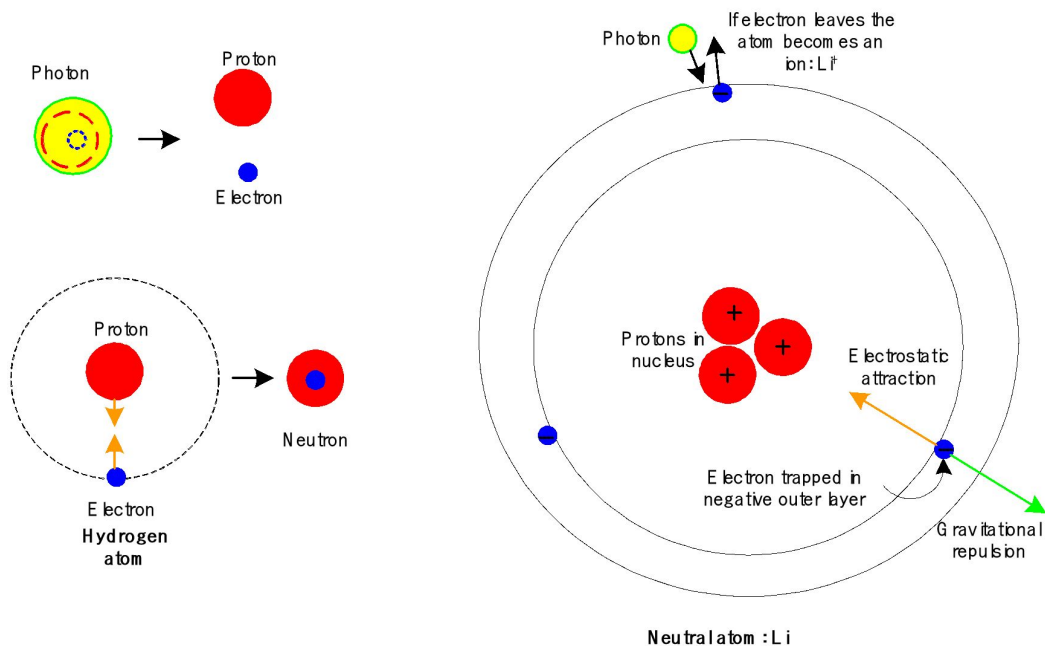 Photon
Proton
Electron
Proton
Electron
Hydrogen
atom
Neutron
Photon
If electron leaves the
atom becomes an
ion: Li⁺
−
Protons in
nucleus
+
+
+
Electrostatic
attraction
−
−
Electron trapped in
negative outer layer
Gravitational
repulsion
Neutral atom : Li